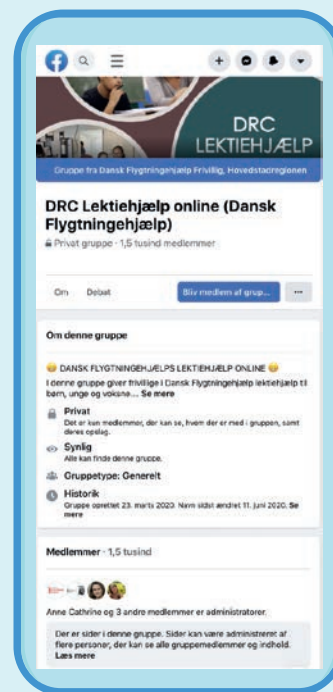 DRC
LEKTIEHJÆLP
Gruppe fra Dansk Flygtningehjælp Frivillig, Hovedstadregionen
DRC Lektiehjælp online (Dansk
Flygtningehjælp)
Privat gruppe · 1,5 tusind medlemmer
Om Debat Bliv medlem af grup... ...
Om denne gruppe
DANSK FLYGTNINGEHJÆLPS LEKTIEHJÆLP ONLINE
I denne gruppe giver frivillige i Dansk Flygtningehjælp lektiehjælp til
børn, unge og voksne... Se mere
Privat
Det er kun medlemmer, der kan se, hvem der er med i gruppen, samt
deres opslag.
Synlig
Alle kan finde denne gruppe.
Gruppetype: Generelt
Historik
Gruppe oprettet 23. marts 2020. Navn sidst ændret 11. juni 2020. Se
mere
Medlemmer · 1,5 tusind
Anne Cathrine og 3 andre medlemmer er administratorer.
Der er sider i denne gruppe. Sider kan være administreret af
flere personer, der kan se alle gruppemedlemmer og indhold.
Læs mere